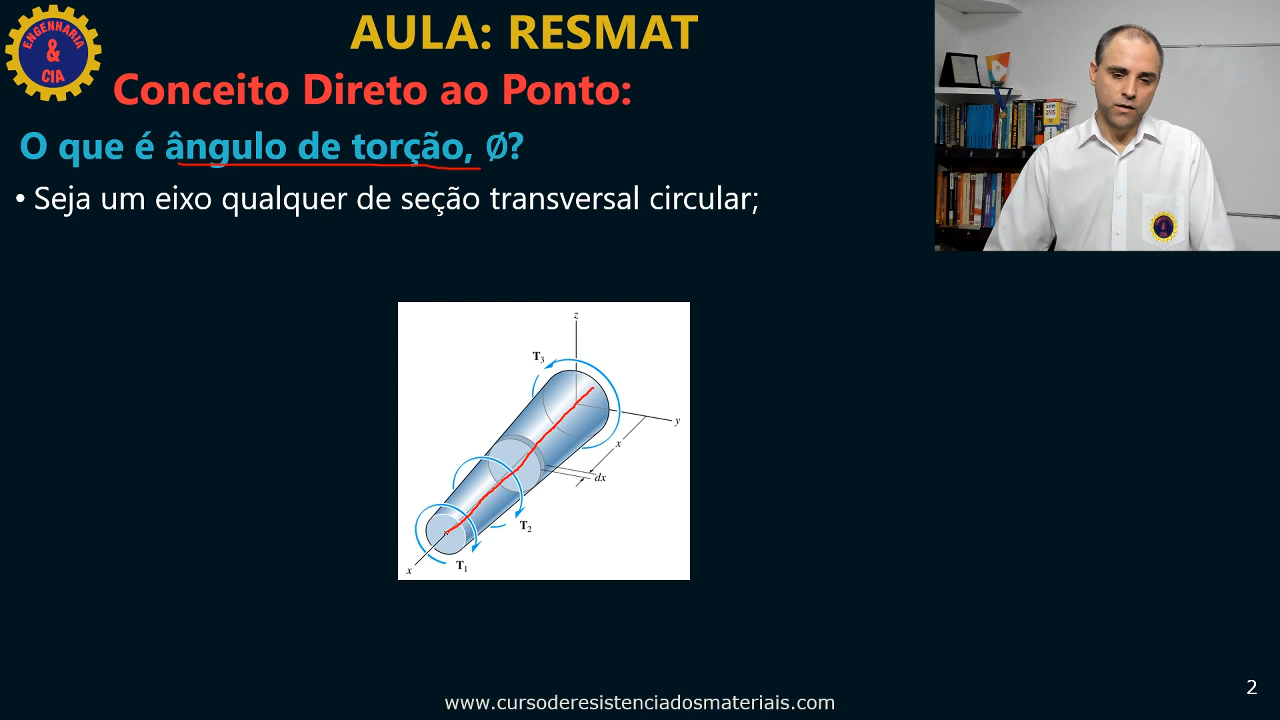 ENGENHARIA
&
CIA
AULA: RESMAT
Conceito Direto ao Ponto:
O que é ângulo de torção, Ø?
• Seja um eixo qualquer de seção transversal circular;
z
T3
y
x
dx
T2
T1
x
2
www.cursoderesistenciadosmateriais.com